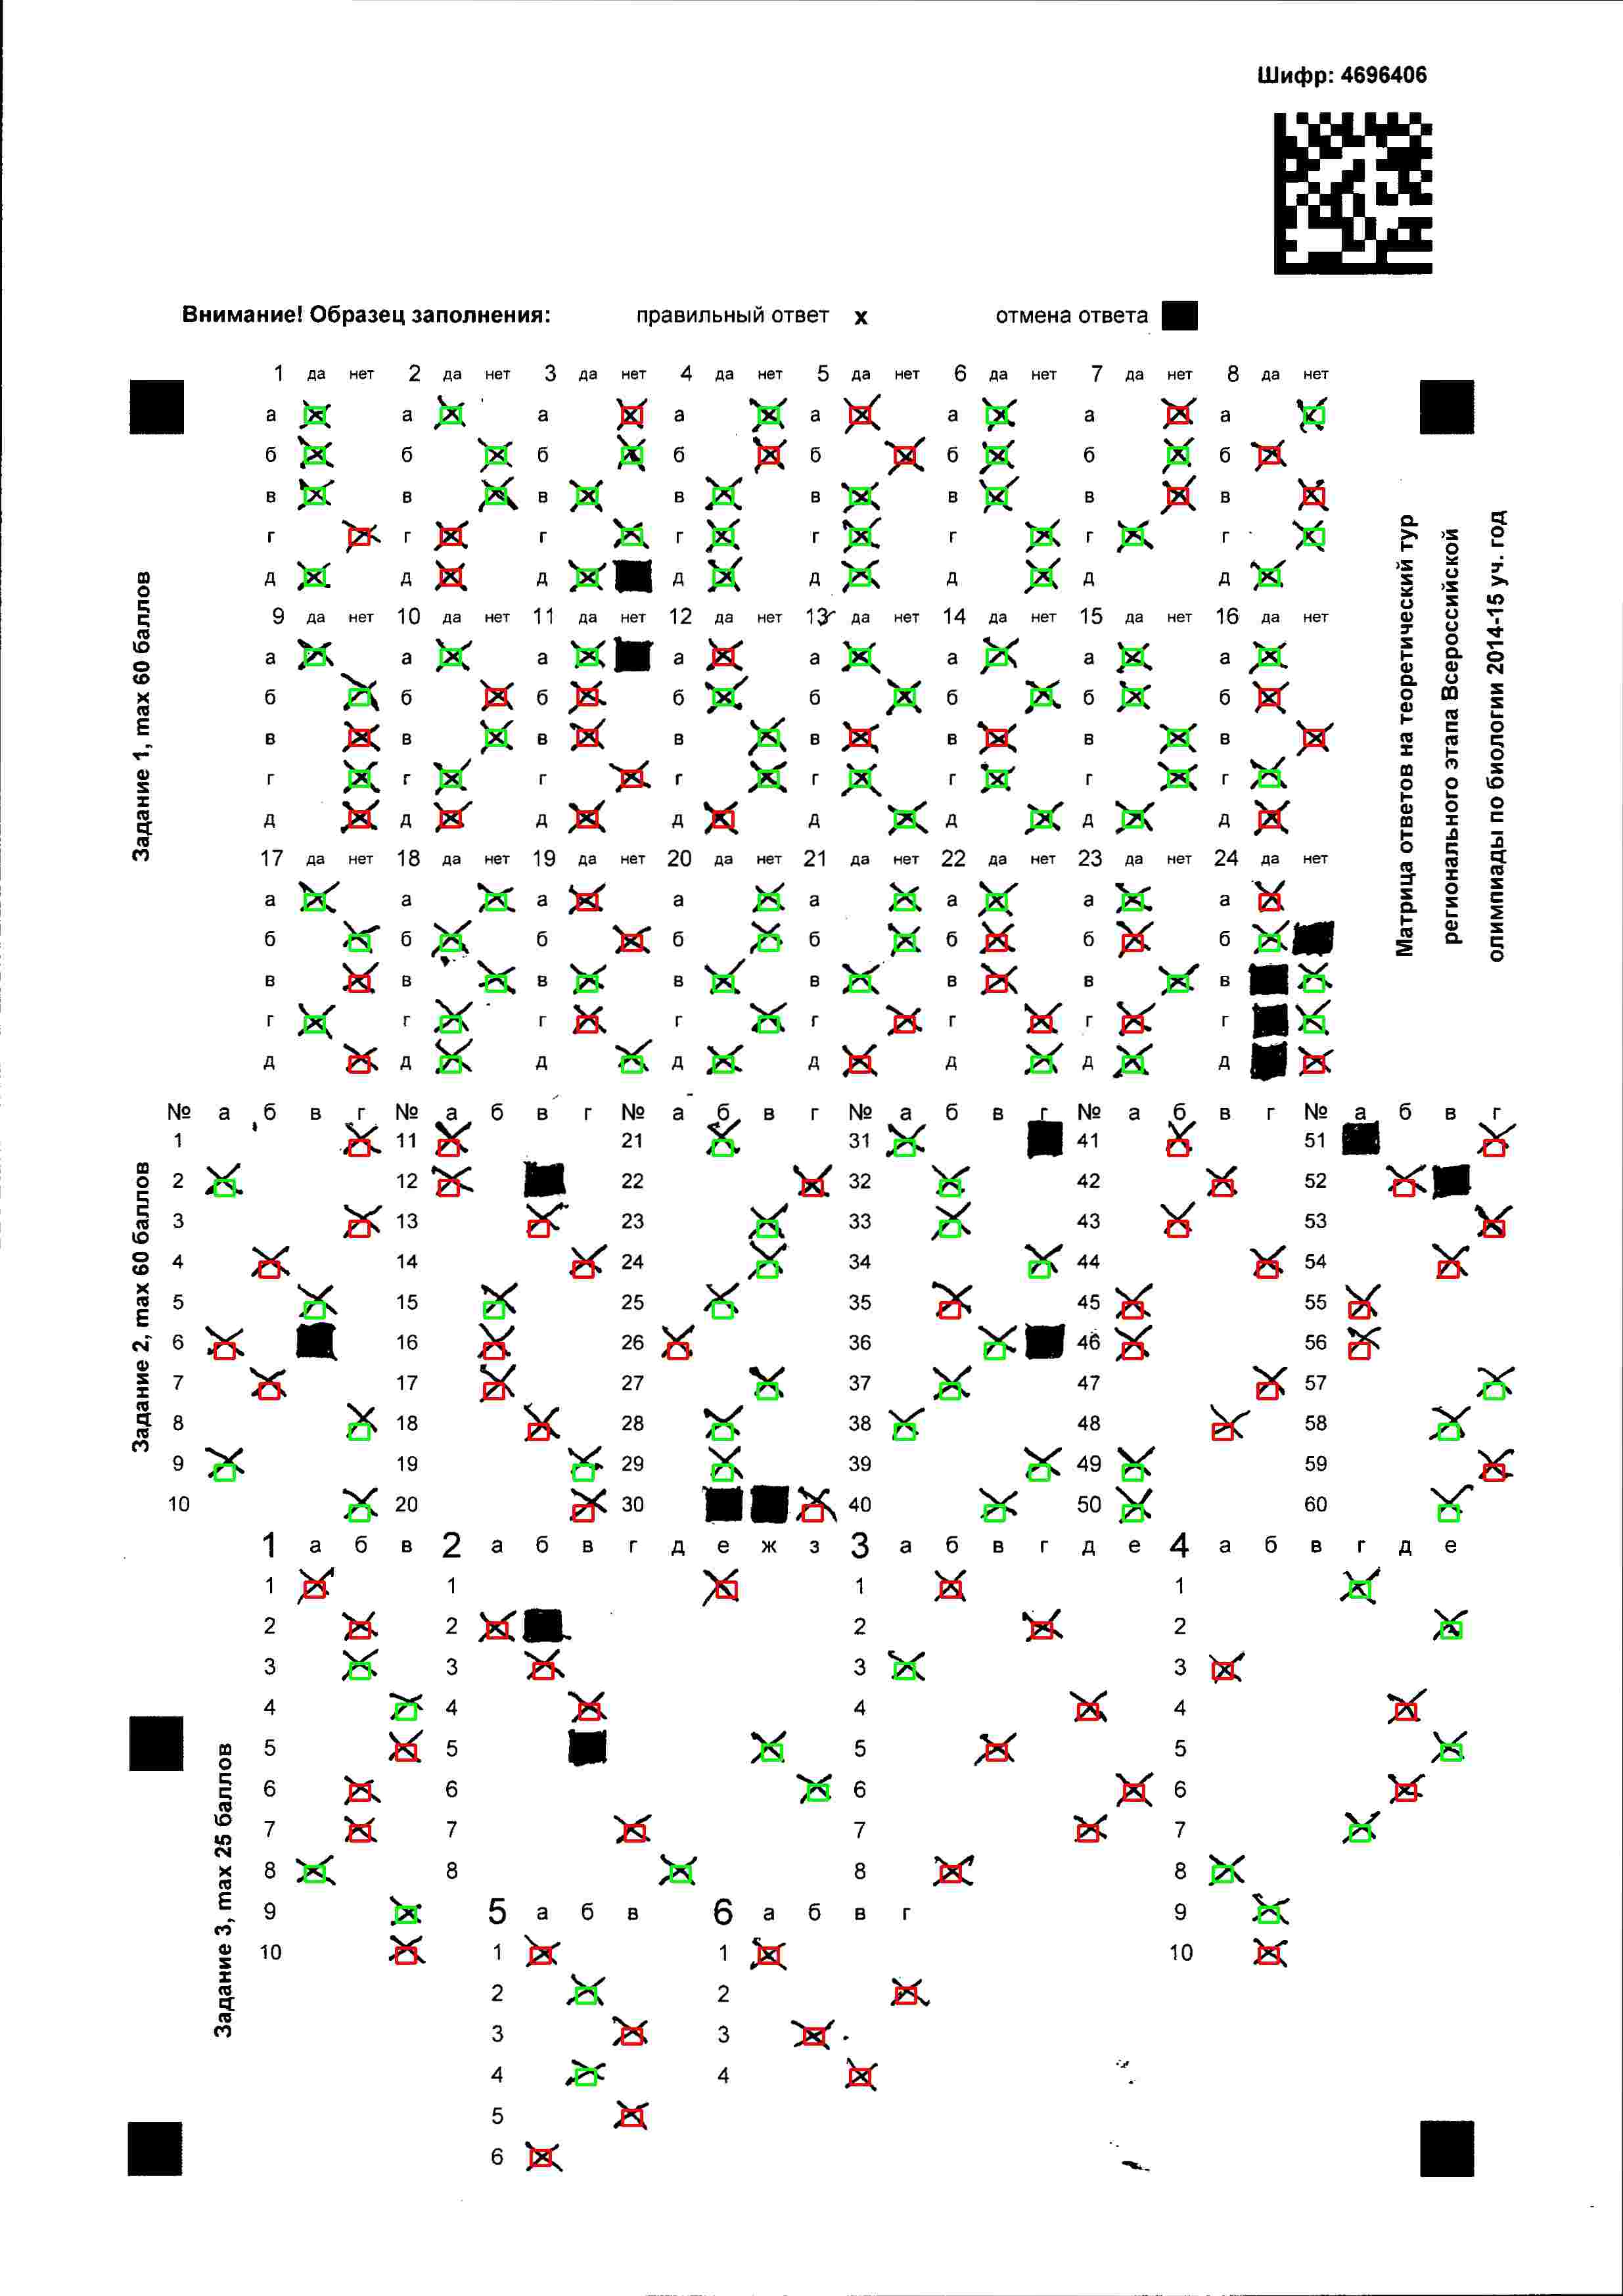 Шифр: 4696406
Внимание! Образец заполнения: правильный ответ х отмена ответа
Задание 1, max 60 баллов
1 да нет 2 да нет 3 да нет 4 да нет 5 да нет 6 да нет 7 да нет 8 да нет
а а а а а а а а
б б б б б б б б
в в в в в в в в
г г г г г г г г
д д д д д д д д
9 да нет 10 да нет 11 да нет 12 да нет 13 да нет 14 да нет 15 да нет 16 да нет
а а а а а а а а
б б б б б б б б
в в в в в в в в
г г г г г г г г
д д д д д д д д
17 да нет 18 да нет 19 да нет 20 да нет 21 да нет 22 да нет 23 да нет 24 да нет
а а а а а а а а
б б б б б б б б
в в в в в в в в
г г г г г г г г
д д д д д д д д
Матрица ответов на теоретический тур
регионального этапа Всероссийской
олимпиады по биологии 2014-15 уч. год
Задание 2, max 60 баллов
№ а б в г № а б в г № а б в г № а б в г № а б в г № а б в г
1 11 21 31 41 51
2 12 22 32 42 52
3 13 23 33 43 53
4 14 24 34 44 54
5 15 25 35 45 55
6 16 26 36 46 56
7 17 27 37 47 57
8 18 28 38 48 58
9 19 29 39 49 59
10 20 30 40 50 60
Задание 3, max 25 баллов
1 а б в 2 а б в г д е ж з 3 а б в г д е 4 а б в г д е
1 1 1 1
2 2 2 2
3 3 3 3
4 4 4 4
5 5 5 5
6 6 6 6
7 7 7 7
8 8 8 8
9 5 а б в 6 а б в г 9
10 1 1 10
2 2
3 3
4 4
5
6